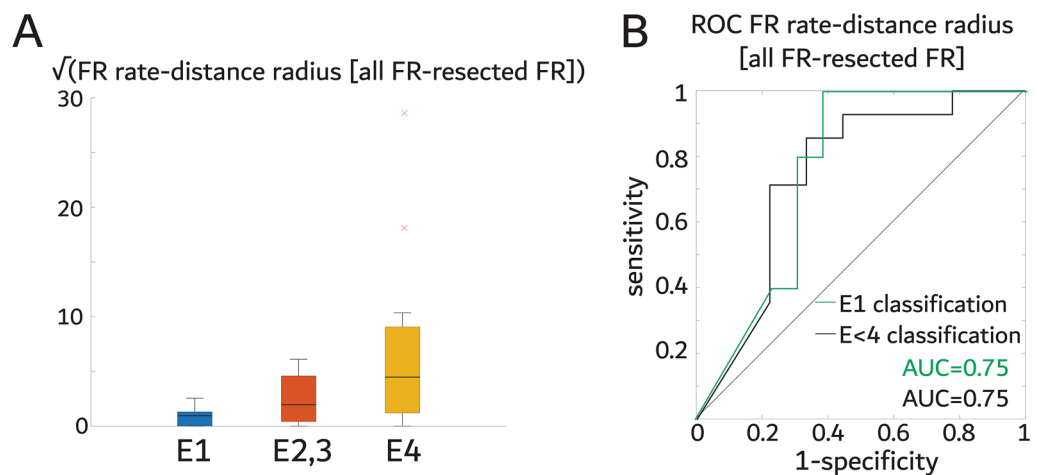 A
√(FR rate-distance radius [all FR-resected FR])
30
20
10
0
E1
E2,3
E4
B
ROC FR rate-distance radius
[all FR-resected FR]
sensitivity
1
0.8
0.6
0.4
0.2
E1 classification
E<4 classification
AUC=0.75
AUC=0.75
0
0.2
0.4
0.6
0.8
1
1-specificity